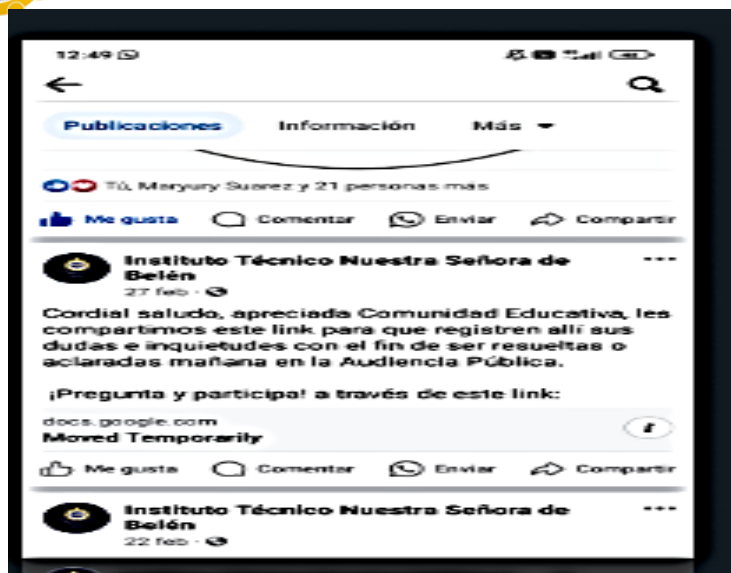 12:49
Publicaciones Información Más
Tú, Maryury Suarez y 21 personas más
Me gusta Comentar Enviar Compartir
Instituto Técnico Nuestra Señora de
Belén
27 feb ·
Cordial saludo, apreciada Comunidad Educativa, les
compartimos este link para que registren allí sus
dudas e inquietudes con el fin de ser resueltas o
aclaradas mañana en la Audiencia Pública.
¡Pregunta y participa! a través de este link:
docs.google.com
Moved Temporarily
Me gusta Comentar Enviar Compartir
Instituto Técnico Nuestra Señora de
Belén
22 feb ·